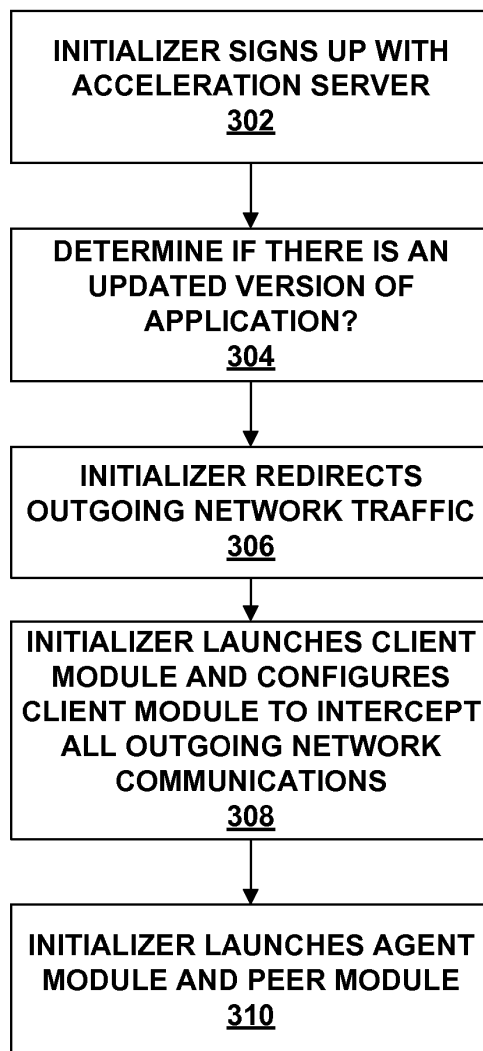 INITIALIZER SIGNS UP WITH
ACCELERATION SERVER
302
DETERMINE IF THERE IS AN
UPDATED VERSION OF
APPLICATION?
304
INITIALIZER REDIRECTS
OUTGOING NETWORK TRAFFIC
306
INITIALIZER LAUNCHES CLIENT
MODULE AND CONFIGURES
CLIENT MODULE TO INTERCEPT
ALL OUTGOING NETWORK
COMMUNICATIONS
308
INITIALIZER LAUNCHES AGENT
MODULE AND PEER MODULE
310